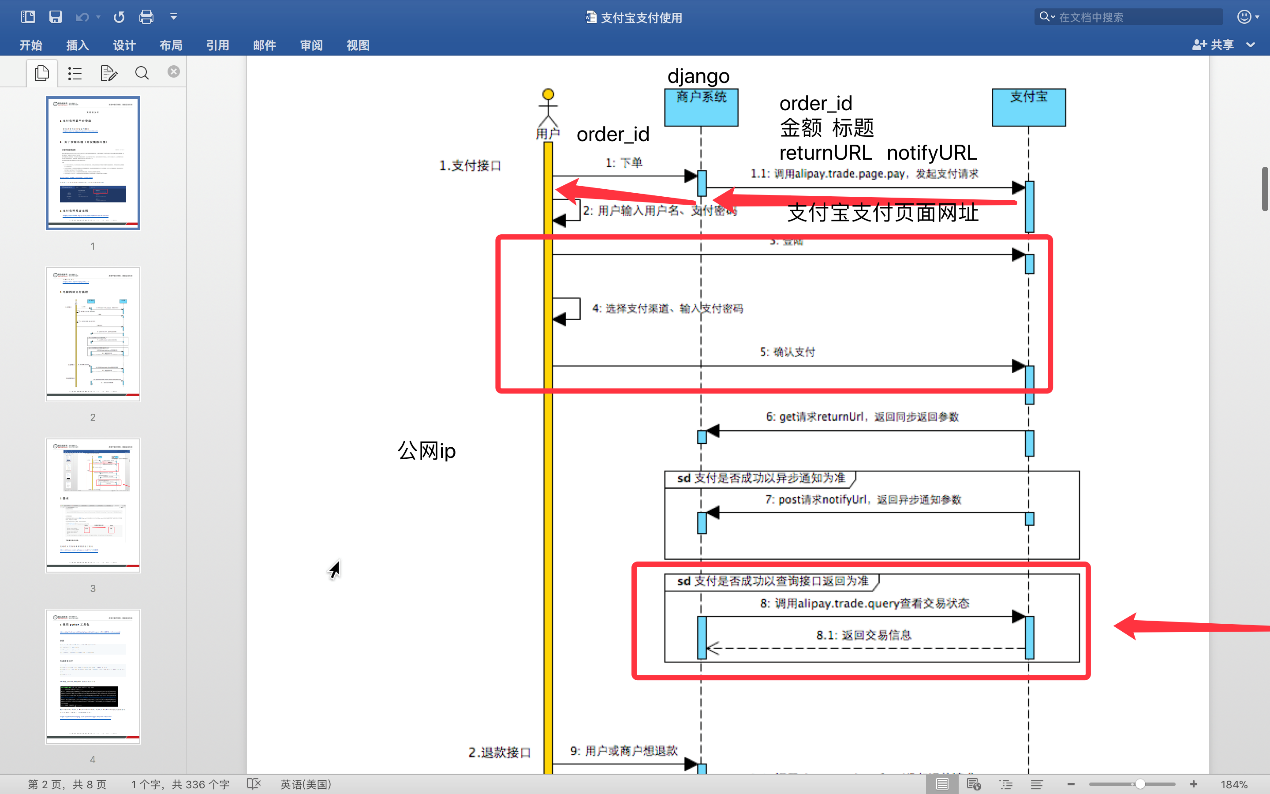 支付宝支付使用
在文档中搜索
开始 插入 设计 布局 引用 邮件 审阅 视图
共享
django
商户系统
支付宝
order_id
金额 标题
returnURL notifyURL
用户
order_id
1.支付接口
1: 下单
1.1: 调用alipay.trade.page.pay，发起支付请求
2: 用户输入用户名、支付密码
支付宝支付页面网址
3: 登陆
4: 选择支付渠道、输入支付密码
5: 确认支付
6: get请求returnUrl，返回同步返回参数
公网ip
sd 支付是否成功以异步通知为准
7: post请求notifyUrl，返回异步通知参数
sd 支付是否成功以查询接口返回为准
8: 调用alipay.trade.query查看交易状态
8.1: 返回交易信息
2.退款接口
9: 用户或商户想退款
1
2
3
4
第 2 页，共 8 页 1 个字，共 336 个字 英语(美国)
184%